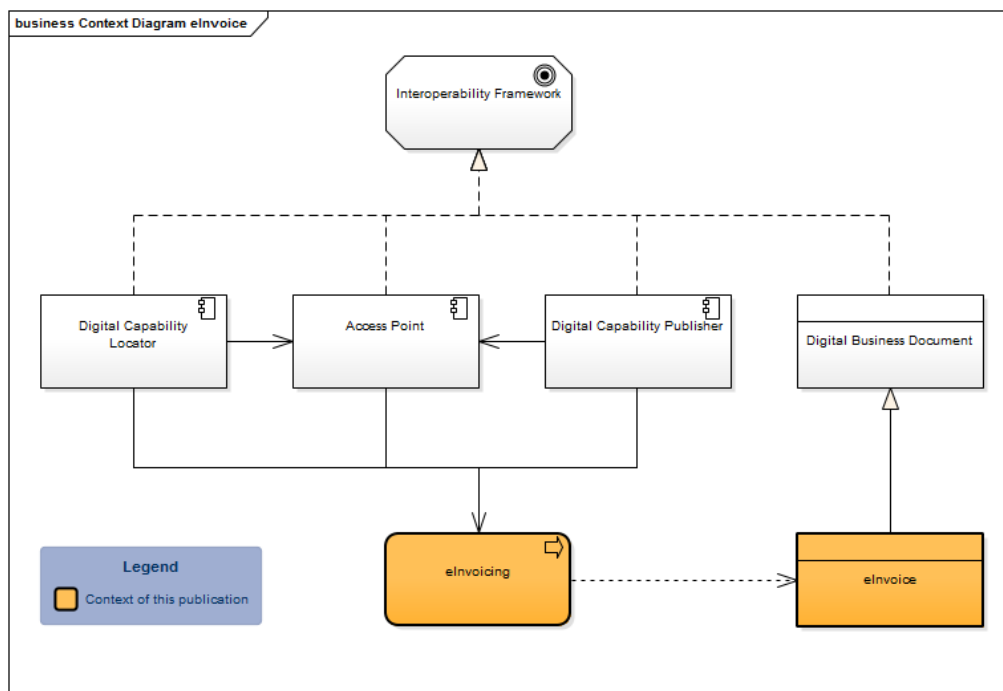 business Context Diagram eInvoice
Interoperability Framework
Digital Capability
Locator
Access Point
Digital Capability Publisher
Digital Business Document
Legend
Context of this publication
eInvoicing
eInvoice